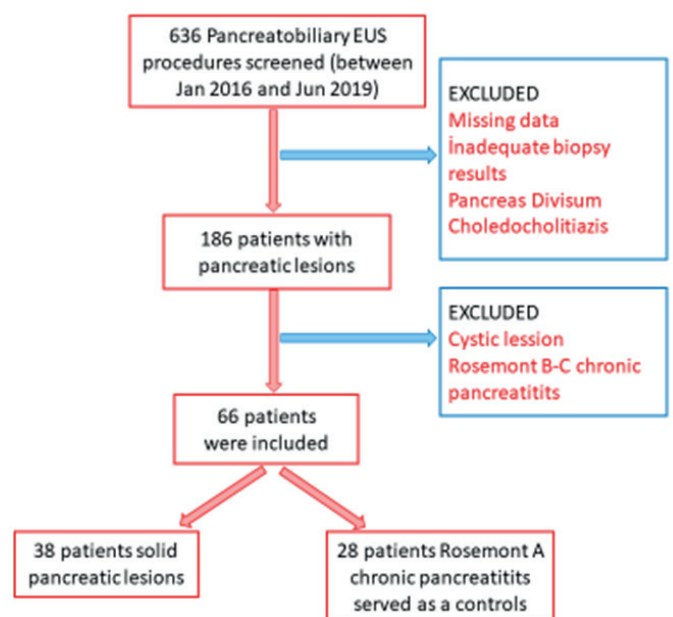 636 Pancreatobiliary EUS
procedures screened (between
Jan 2016 and Jun 2019)
EXCLUDED
Missing data
İnadequate biopsy
results
Pancreas Divisum
Choledocholitiazis
186 patients with
pancreatic lesions
EXCLUDED
Cystic lession
Rosemont B-C chronic
pancreatitits
66 patients
were included
38 patients solid
pancreatic lesions
28 patients Rosemont A
chronic pancreatitits
served as a controls